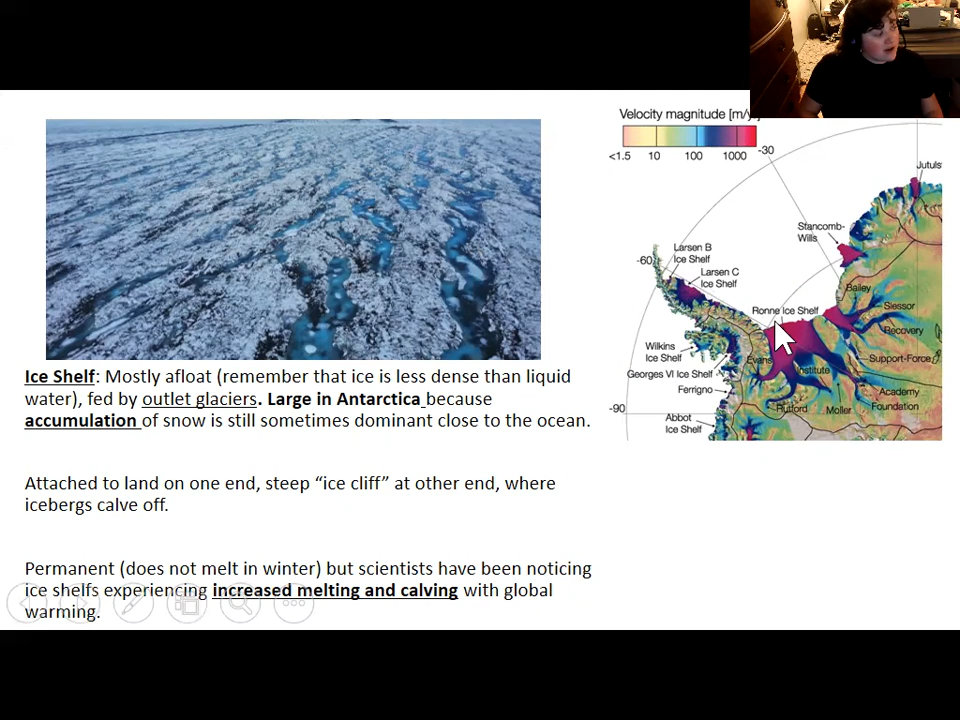 Velocity magnitude [m/y
<1.5 10 100 1000
-30
Jutuls
Stancomb-
Wills
Larsen B
Ice Shelf
-60
Larsen C
Ice Shelf
Bailey
Ronne Ice Shelf
Slessor
Recovery
Wilkins
Ice Shelf
Evans
Support-Force
Georges VI Ice Shelf
Institute
Ferrigno
Academy
-90
Rutford
Moller
Foundation
Abbot
Ice Shelf
Ice Shelf: Mostly afloat (remember that ice is less dense than liquid
water), fed by outlet glaciers. Large in Antarctica because
accumulation of snow is still sometimes dominant close to the ocean.
Attached to land on one end, steep “ice cliff” at other end, where
icebergs calve off.
Permanent (does not melt in winter) but scientists have been noticing
ice shelfs experiencing increased melting and calving with global
warming.